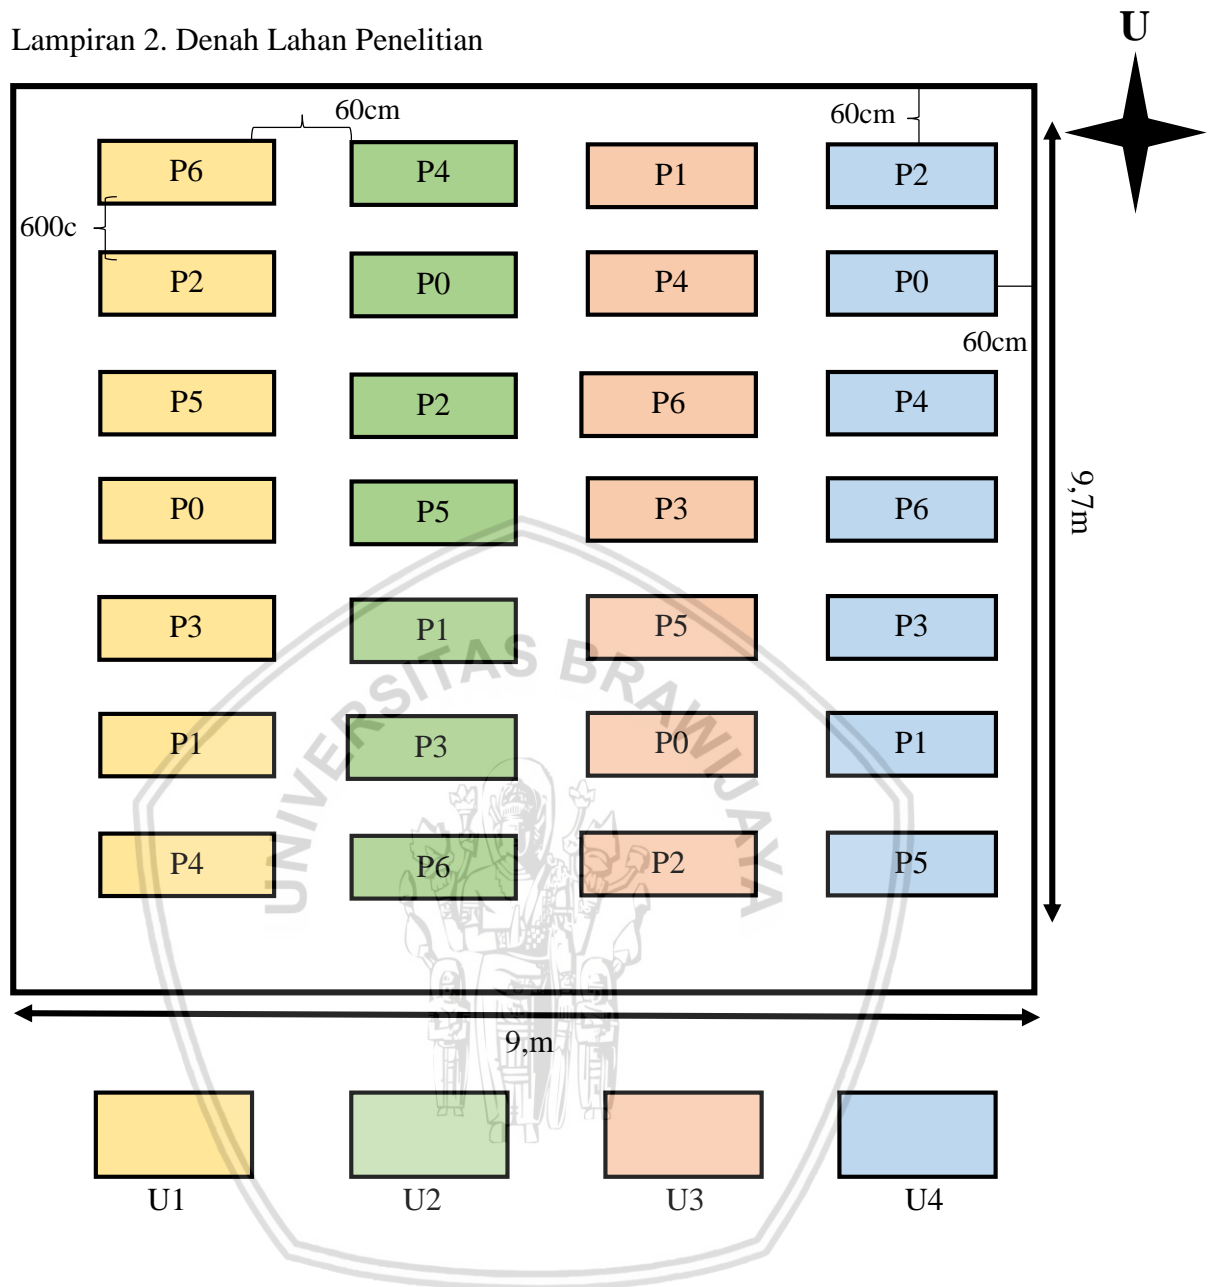 U
Lampiran 2. Denah Lahan Penelitian
60cm
60cm
P6 P4 P1 P2
600c
P2 P0 P4 P0
60cm
P5 P2 P6 P4
P0 P5 P3 P6
9,7m
P3 P1 P5 P3
UNIVERSITAS BRAWIJAYA
P1 P3 P0 P1
P4 P6 P2 P5
9,m
U1 U2 U3 U4